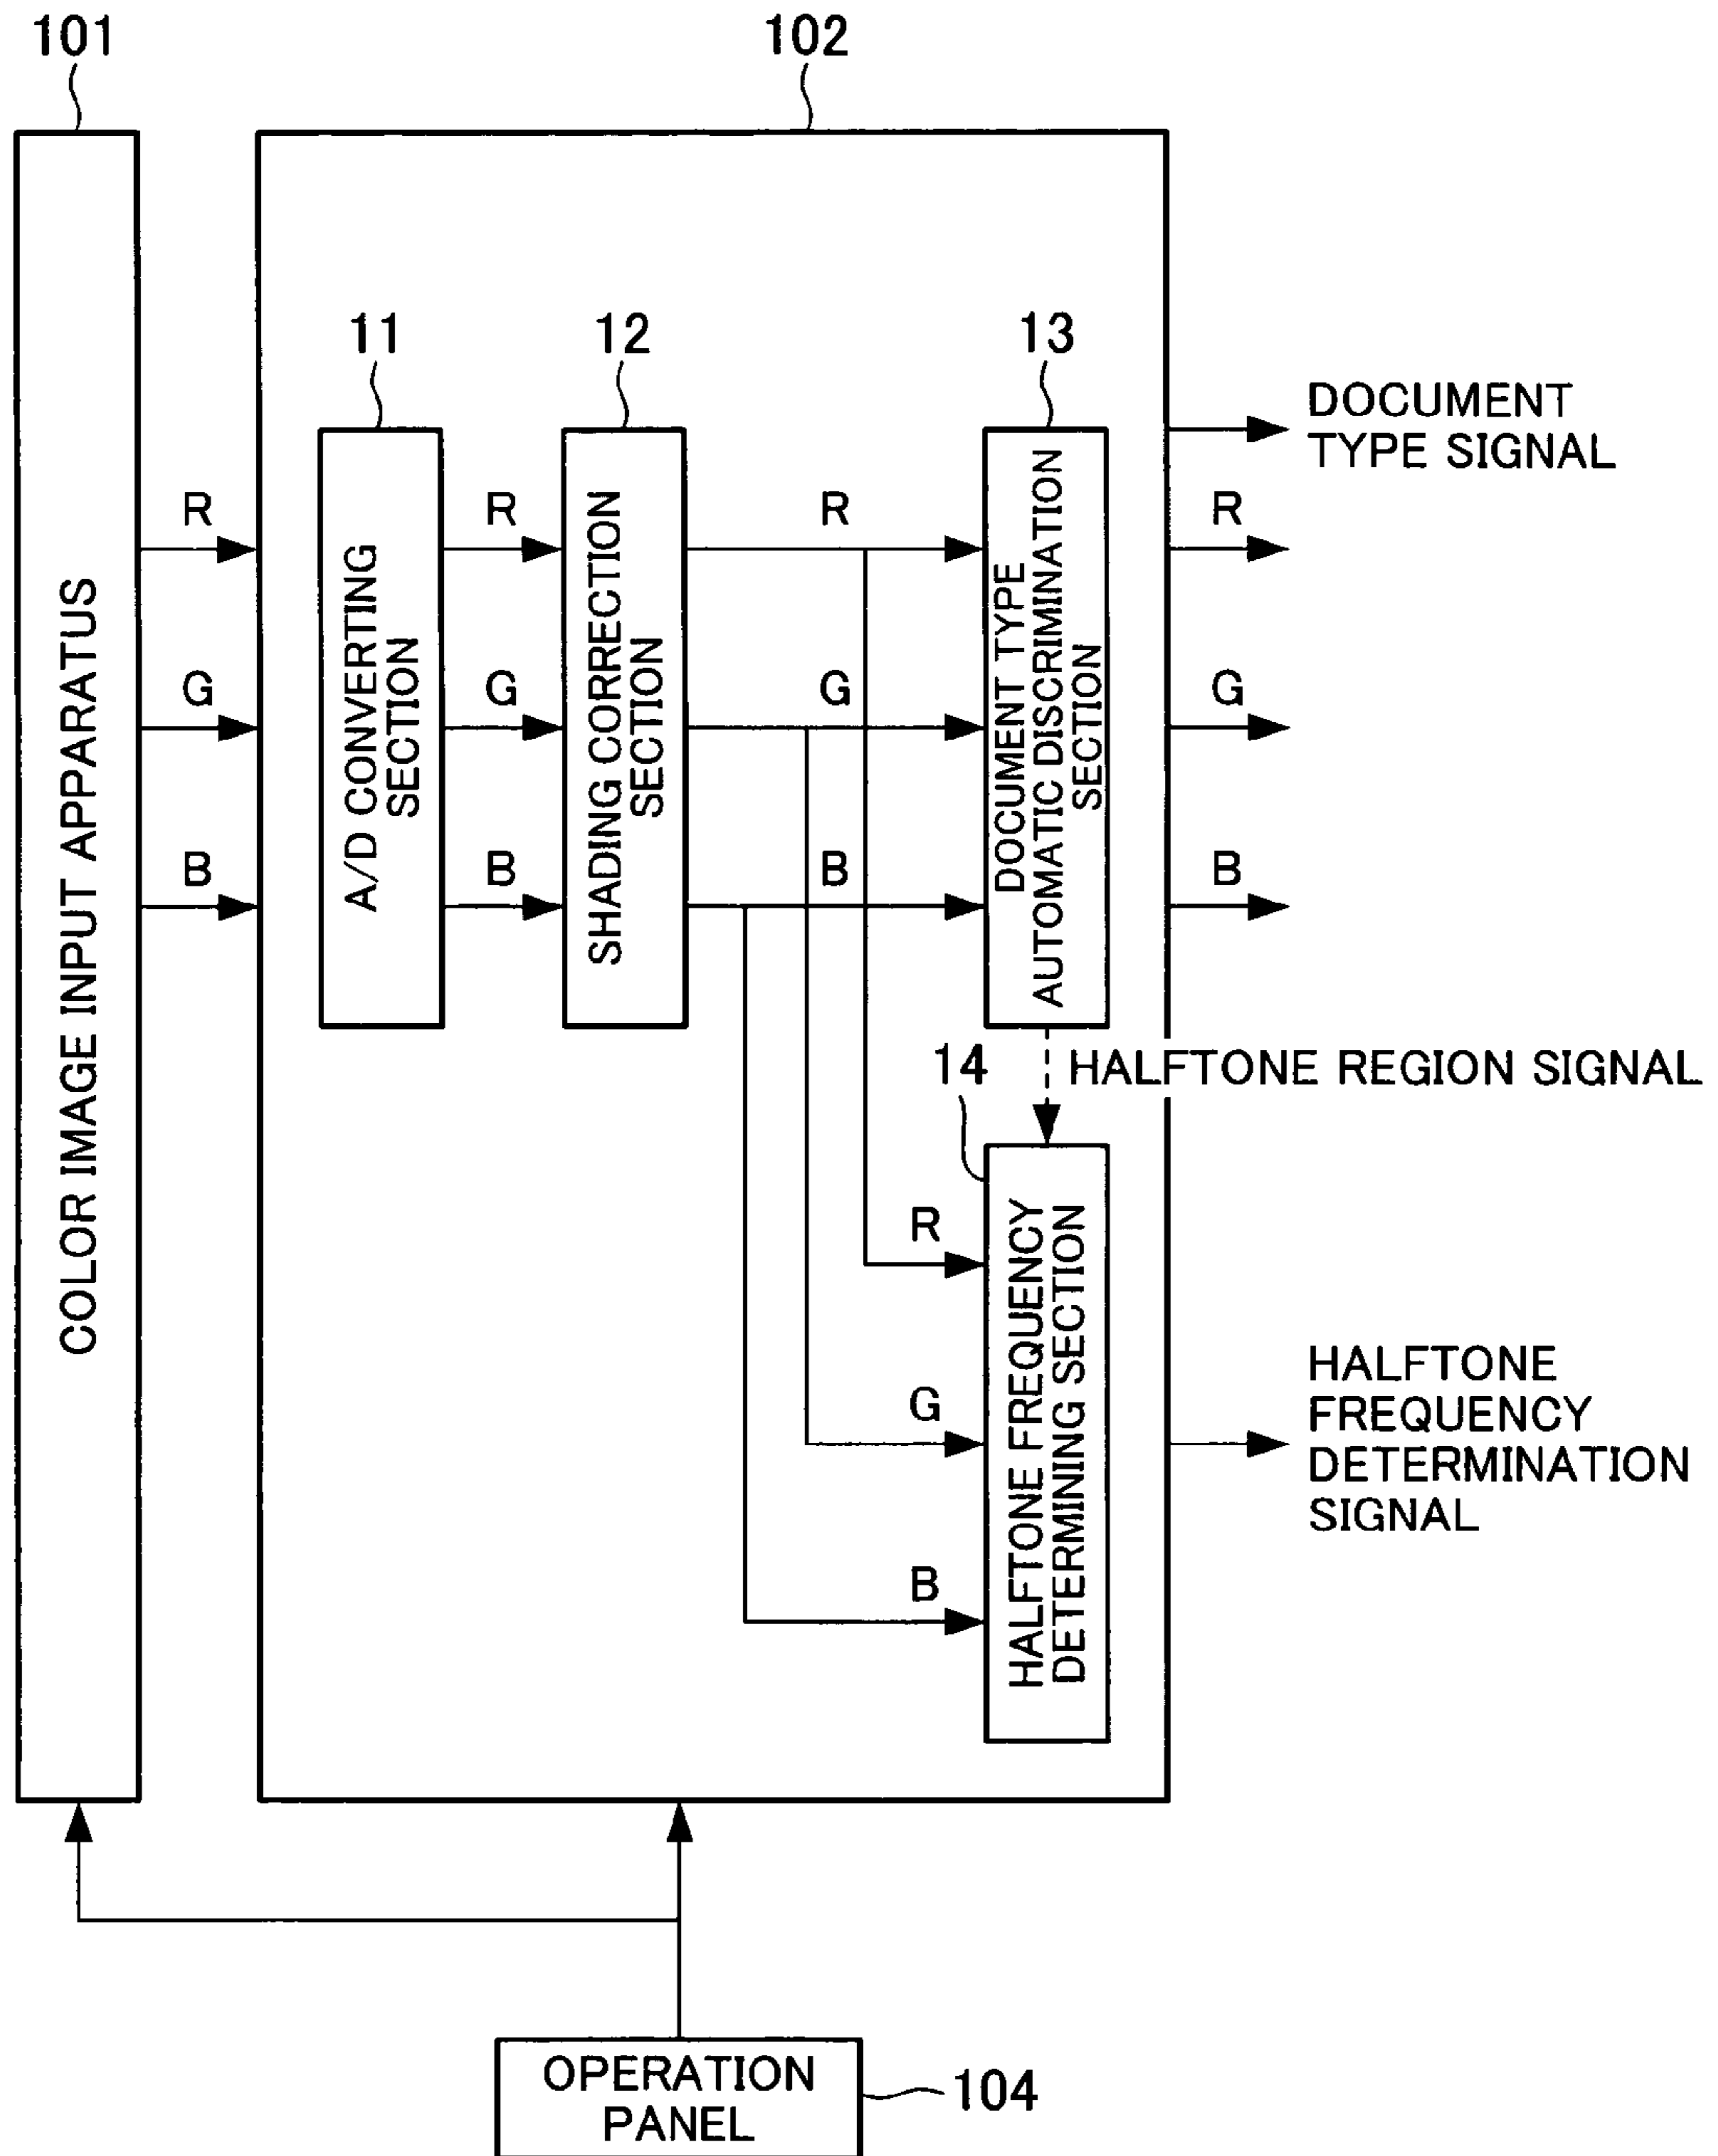 101
102
11
12
13
DOCUMENT
TYPE SIGNAL
R
R
R
R
G
G
G
G
B
B
B
B
COLOR IMAGE INPUT APPARATUS
A/D CONVERTING
SECTION
SHADING CORRECTION
SECTION
DOCUMENT TYPE
AUTOMATIC DISCRIMINATION
SECTION
14
HALFTONE REGION SIGNAL
R
G
B
HALFTONE FREQUENCY
DETERMINING SECTION
HALFTONE
FREQUENCY
DETERMINATION
SIGNAL
OPERATION
PANEL
104